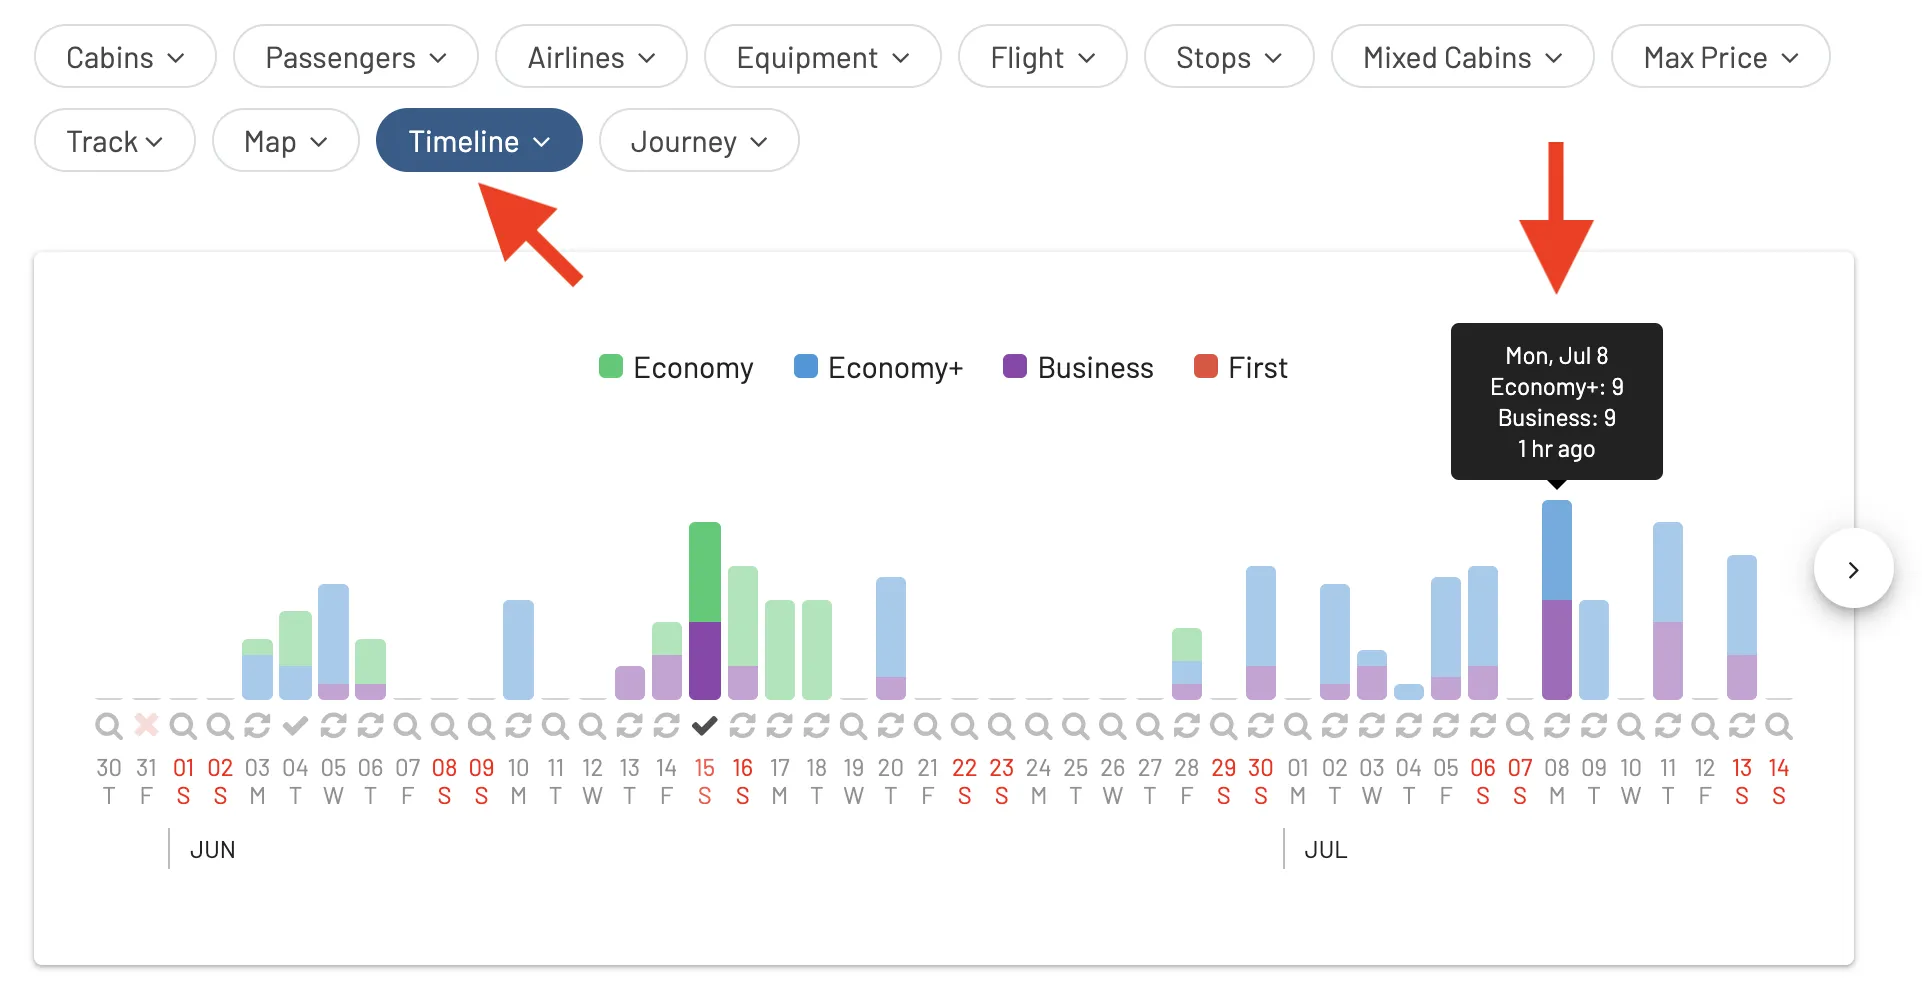 Cabins Passengers Airlines Equipment Flight Stops Mixed Cabins Max Price
Track Map Timeline Journey
Economy Economy+ Business First
Mon, Jul 8
Economy+: 9
Business: 9
1 hr ago
30 31 01 02 03 04 05 06 07 08 09 10 11 12 13 14 15 16 17 18 19 20 21 22 23 24 25 26 27 28 29 30 01 02 03 04 05 06 07 08 09 10 11 12 13 14
T F S S M T W T F S S M T W T F S S M T W T F S S M T W T F S S M T W T F S S M T W T F S S
JUN JUL